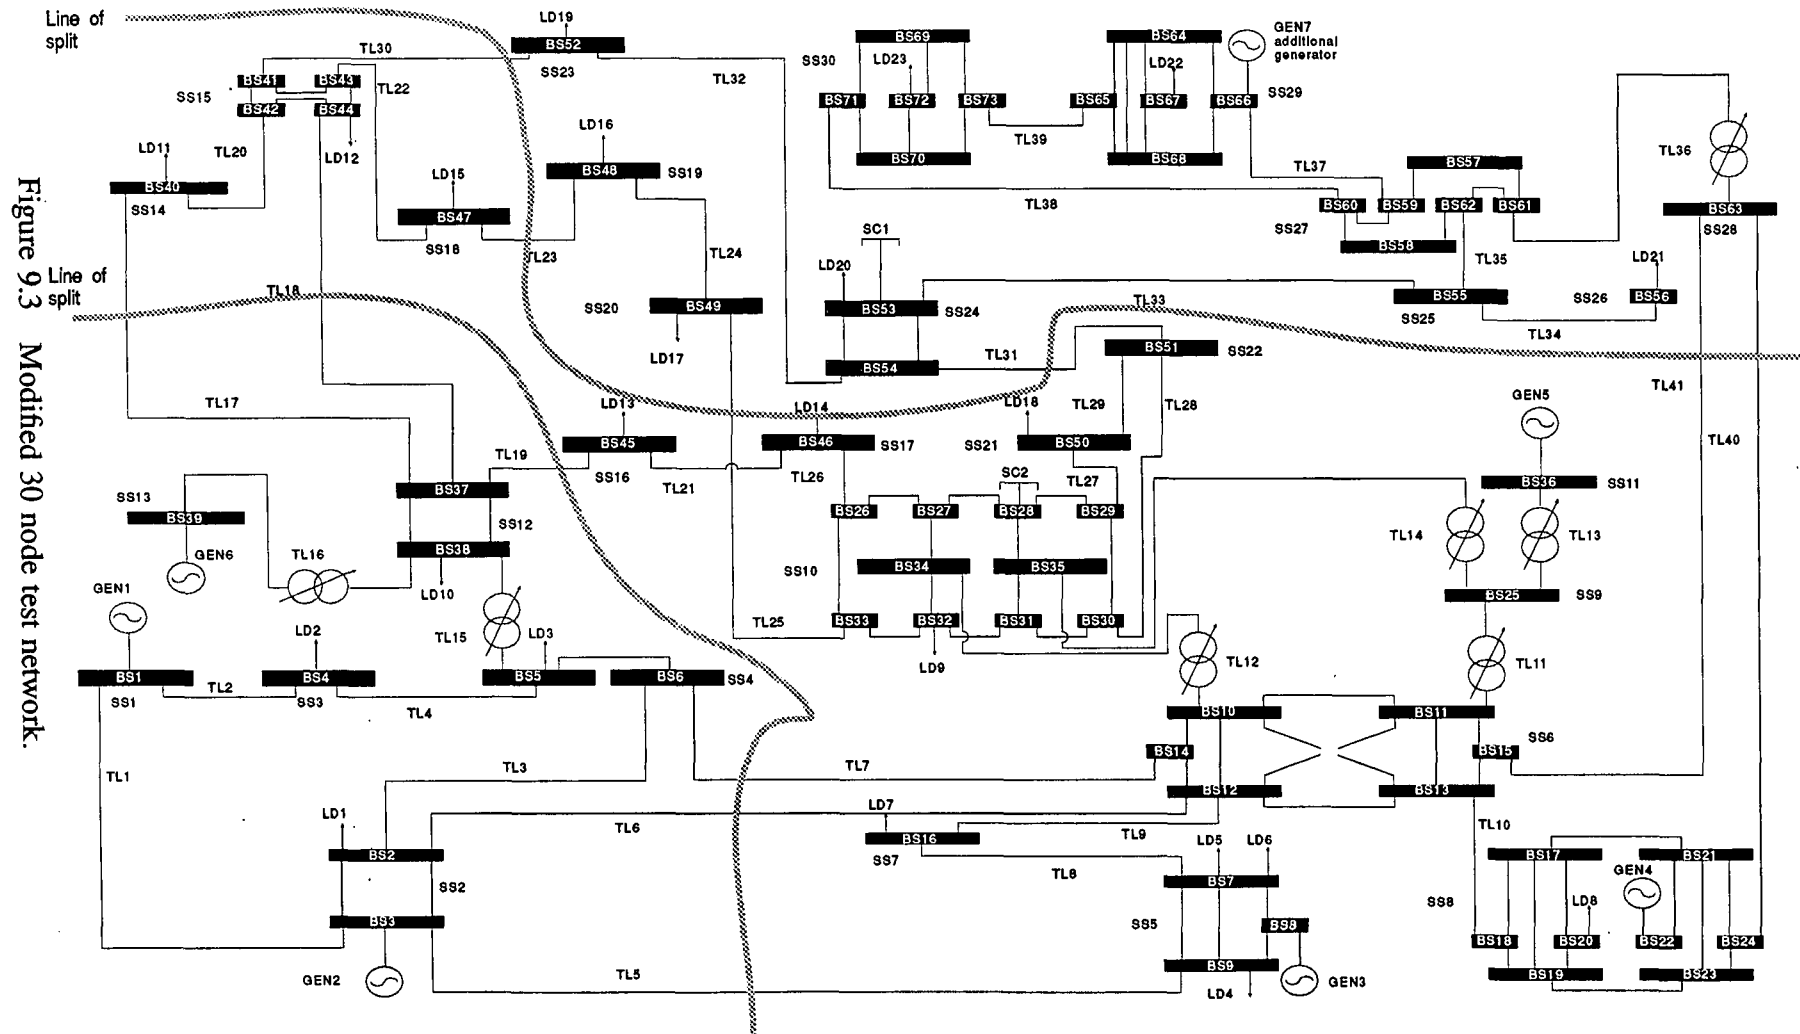 Line of
split
LD19
BS52
SS23
TL30
TL32
BS41
BS43
SS15
BS42
BS44
TL22
LD12
LD11
TL20
BS40
SS14
LD15
BS47
SS18
LD16
BS48
SS19
TL23
TL24
SS20
BS49
LD17
Line of
split
TL18
TL17
SS30
BS69
LD23
BS71
BS72
BS73
BS70
TL39
BS64
LD22
BS65
BS67
BS66
BS68
SS29
GEN7
additional
generator
TL37
TL38
BS57
BS60
BS59
BS62
BS61
SS27
BS58
TL35
TL36
BS63
SS28
LD21
SS26
BS56
BS55
SS25
TL34
TL33
SC1
LD20
BS53
SS24
BS54
TL31
BS51
SS22
TL29
TL28
LD18
SS21
BS50
TL27
LD13
BS45
SS16
TL19
TL21
LD14
BS46
SS17
TL26
TL41
TL40
GEN5
BS36
SS11
TL14
TL13
BS25
SS9
TL11
SC2
BS26
BS27
BS28
BS29
SS10
BS34
BS35
BS33
BS32
BS31
BS30
LD9
TL25
TL12
SS13
BS39
GEN6
TL16
BS37
SS12
BS38
LD10
TL15
GEN1
BS1
SS1
TL2
LD2
BS4
SS3
TL4
LD3
BS5
BS6
SS4
TL1
TL3
TL7
BS10
BS11
BS14
BS15
SS6
BS12
BS13
TL10
LD1
BS2
SS2
BS3
GEN2
TL6
TL5
LD7
BS16
SS7
TL9
TL8
LD5
LD6
BS7
SS5
BS8
BS9
LD4
GEN3
BS17
BS21
GEN4
LD8
SS8
BS18
BS20
BS22
BS24
BS19
BS23
Figure 9.3 Modified 30 node test network.